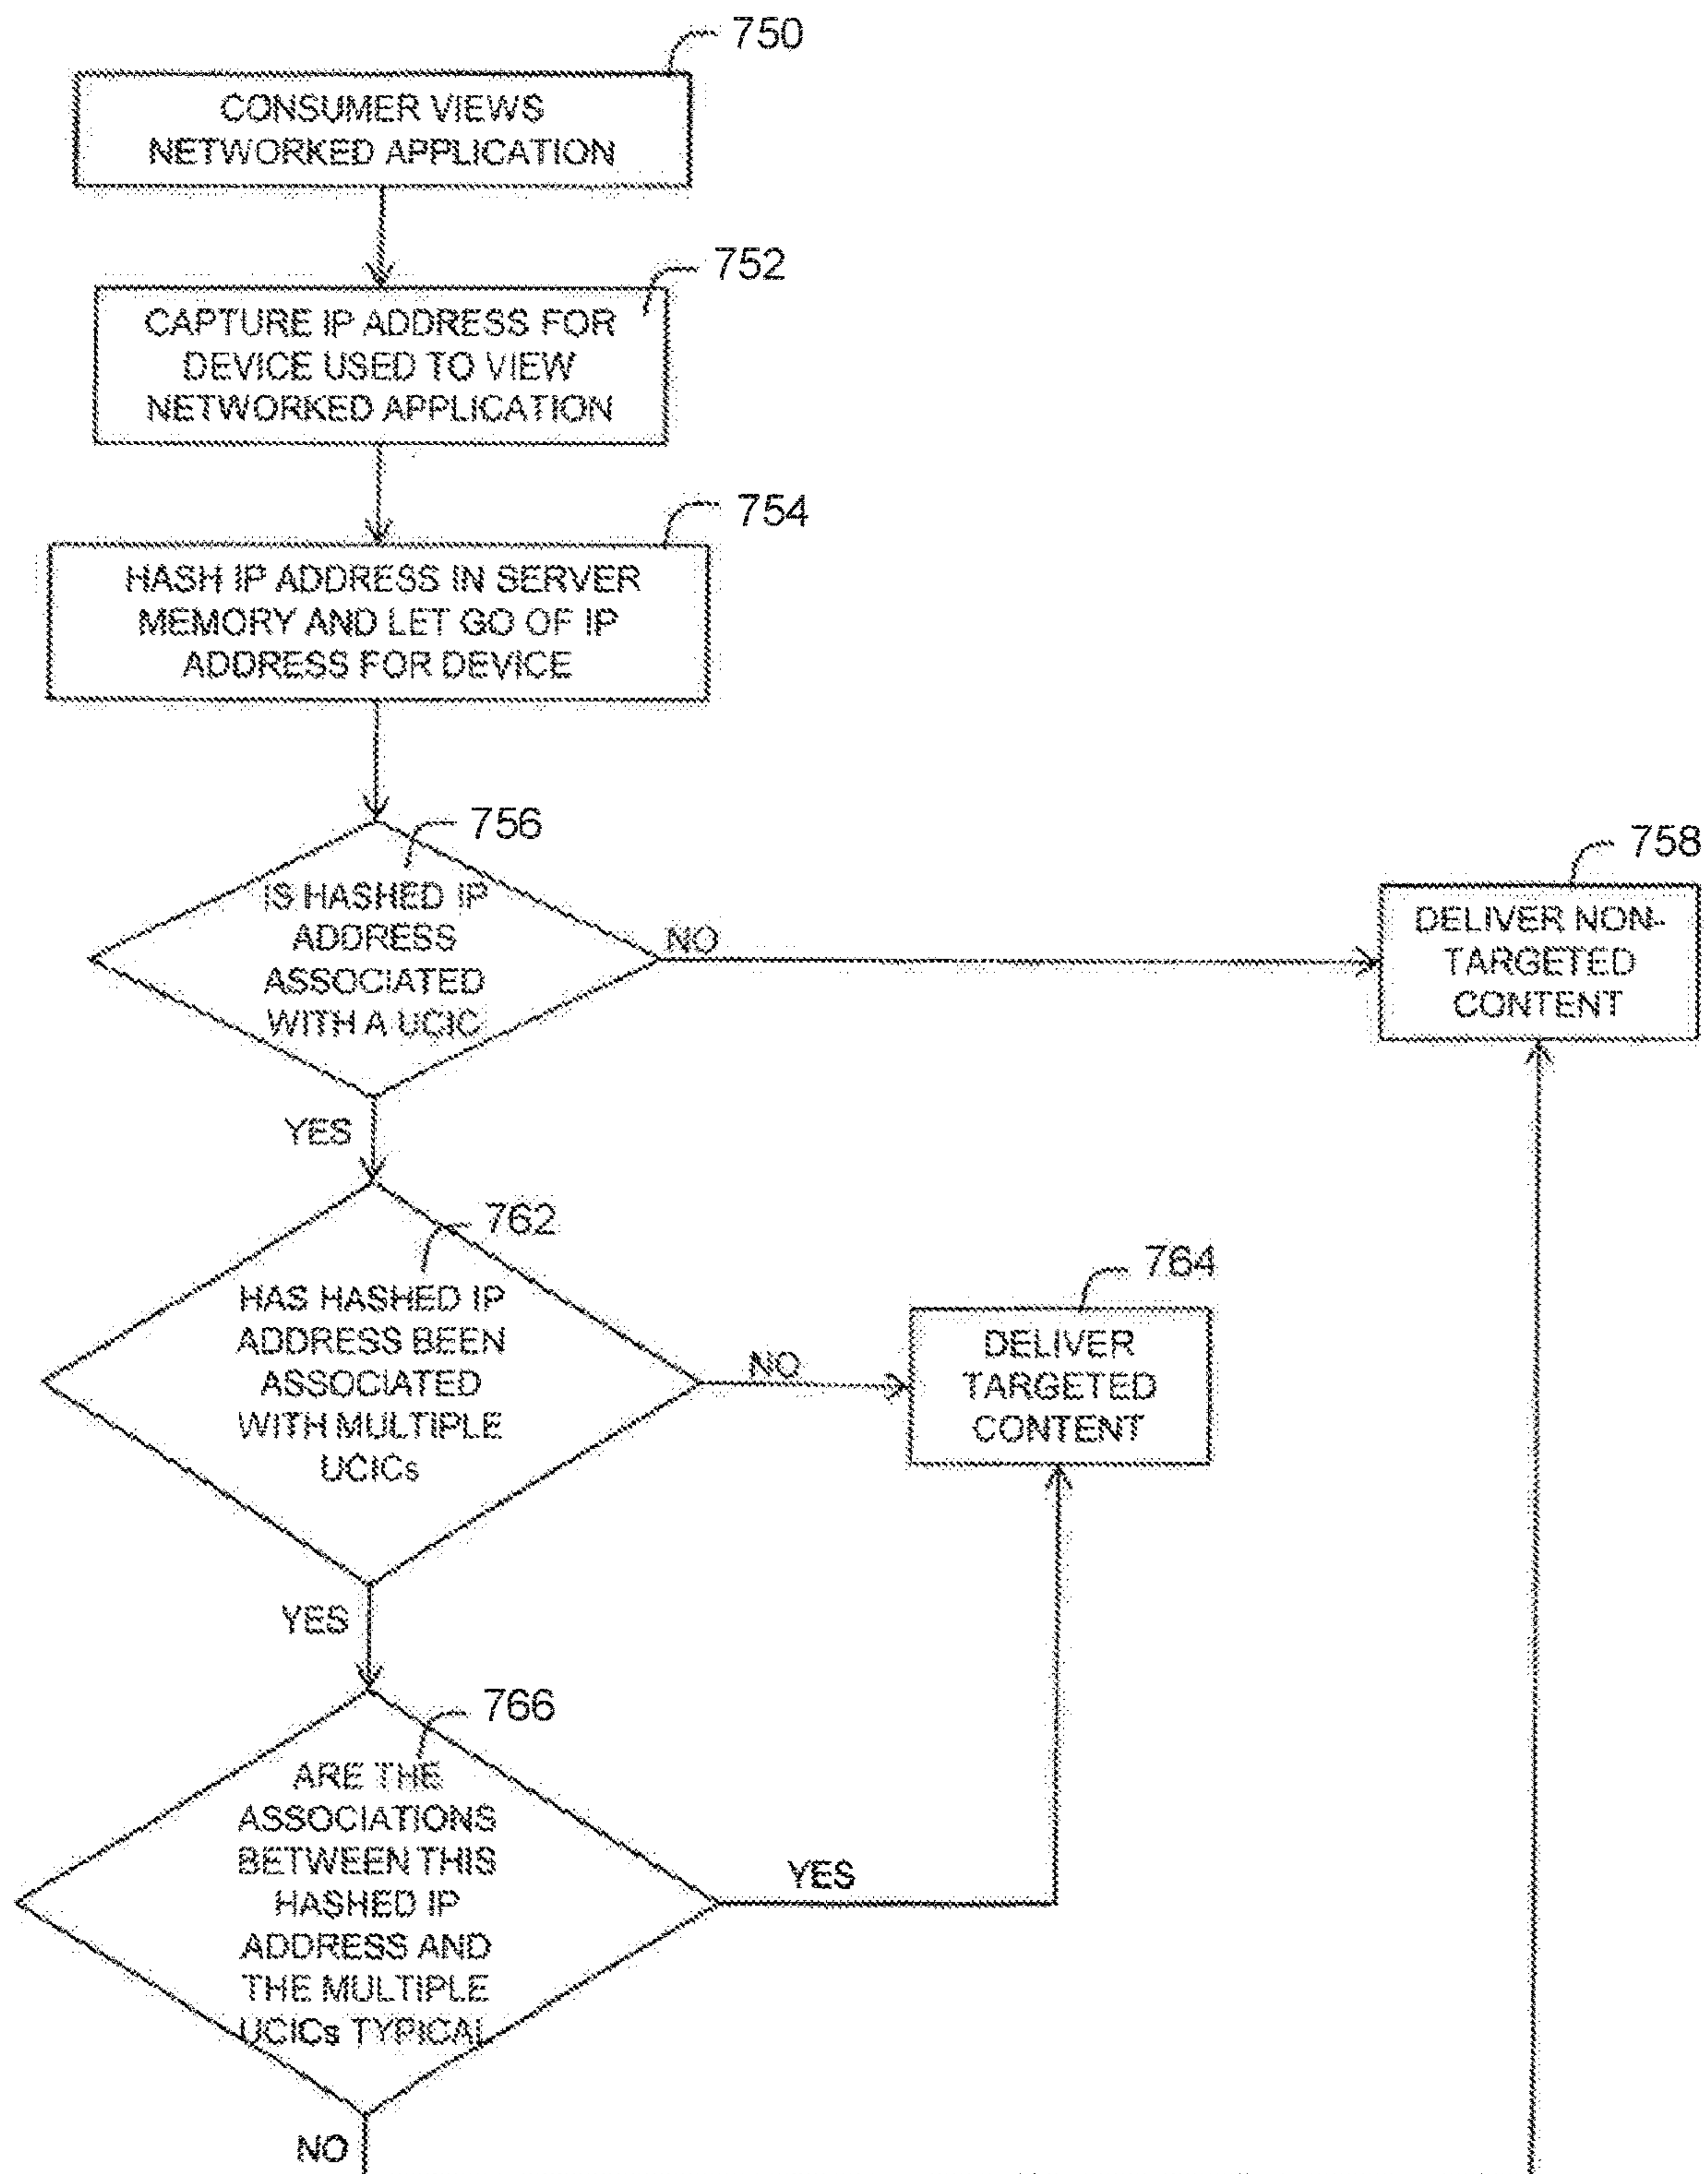 750
CONSUMER VIEWS
NETWORKED APPLICATION
752
CAPTURE IP ADDRESS FOR
DEVICE USED TO VIEW
NETWORKED APPLICATION
754
HASH IP ADDRESS IN SERVER
MEMORY AND LET GO OF IP
ADDRESS FOR DEVICE
756
IS HASHED IP
ADDRESS
ASSOCIATED
WITH A UCIC
NO
758
DELIVER NON-
TARGETED
CONTENT
YES
762
HAS HASHED IP
ADDRESS BEEN
ASSOCIATED
WITH MULTIPLE
UCICs
NO
764
DELIVER
TARGETED
CONTENT
YES
766
ARE THE
ASSOCIATIONS
BETWEEN THIS
HASHED IP
ADDRESS AND
THE MULTIPLE
UCICs TYPICAL
YES
NO